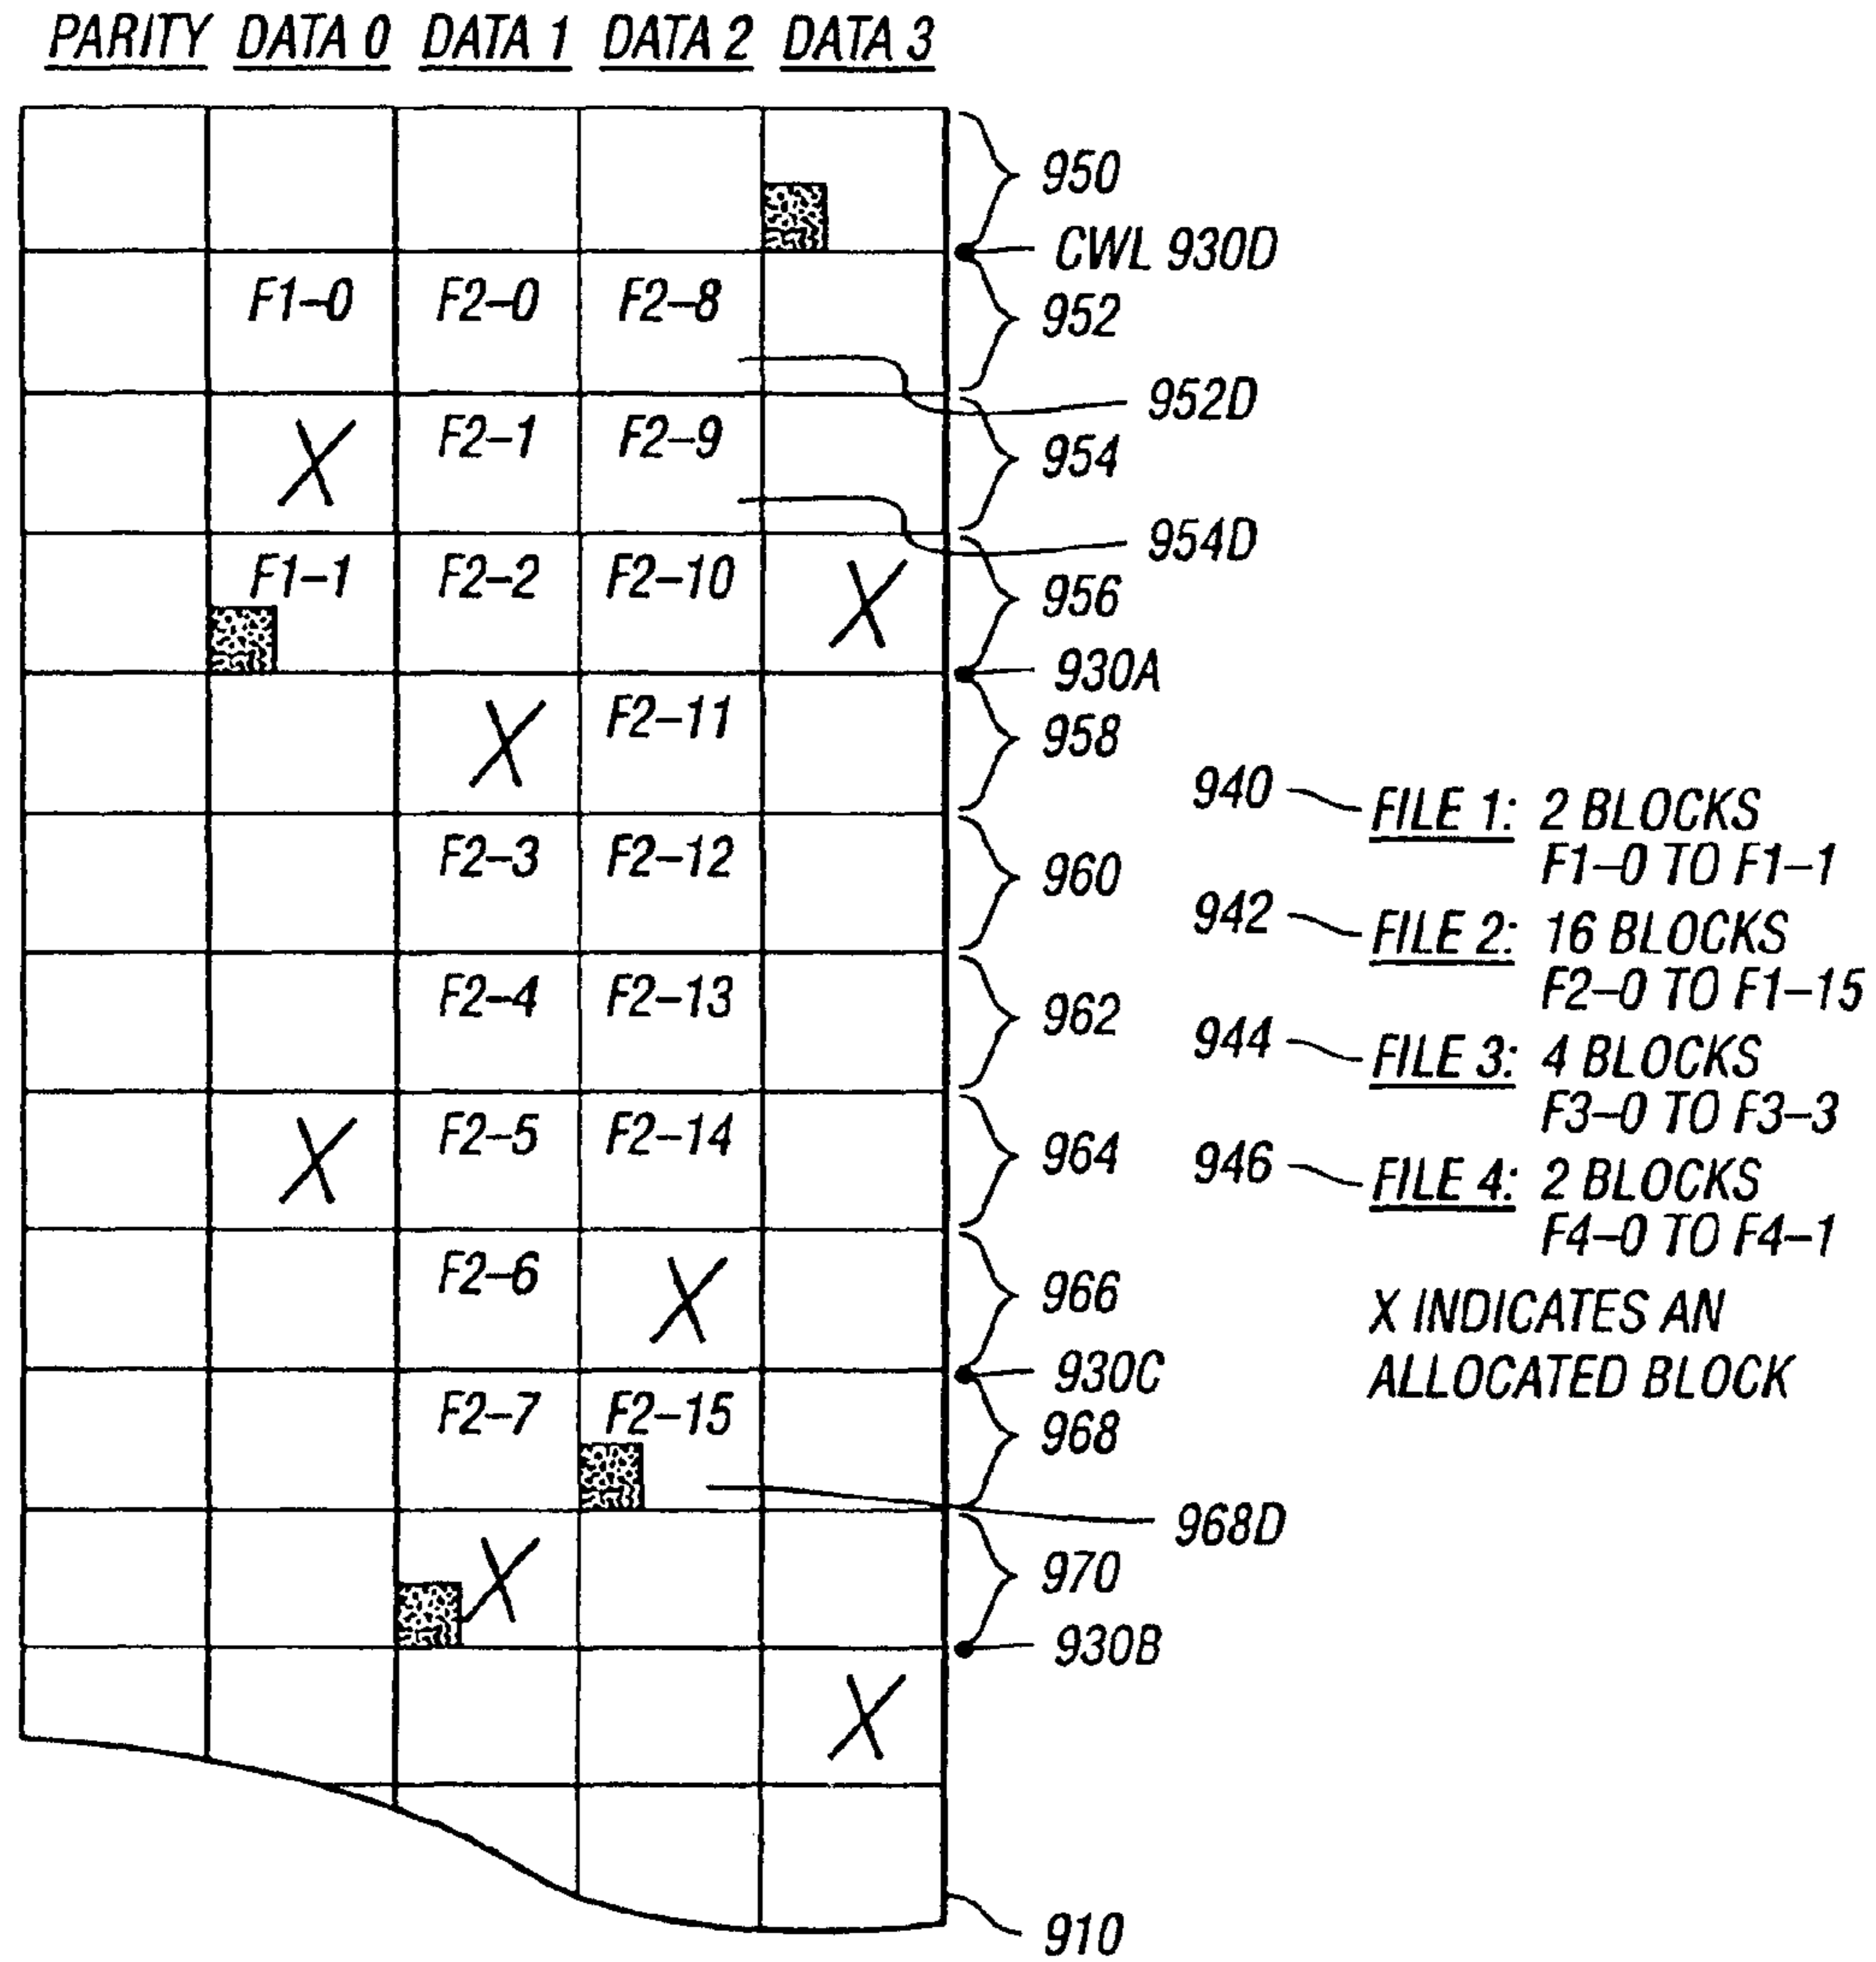 PARITY DATA 0 DATA 1 DATA 2 DATA 3
950
CWL 930D
F1–0 F2–0 F2–8
952
952D
X F2–1 F2–9
954
954D
F1–1 F2–2 F2–10 X
956
930A
X F2–11
958
F2–3 F2–12
960
F2–4 F2–13
962
X F2–5 F2–14
964
F2–6 X
966
930C
F2–7 F2–15
968
968D
X
970
930B
X
910
940 FILE 1: 2 BLOCKS
F1–0 TO F1–1
942 FILE 2: 16 BLOCKS
F2–0 TO F1–15
944 FILE 3: 4 BLOCKS
F3–0 TO F3–3
946 FILE 4: 2 BLOCKS
F4–0 TO F4–1
X INDICATES AN
ALLOCATED BLOCK